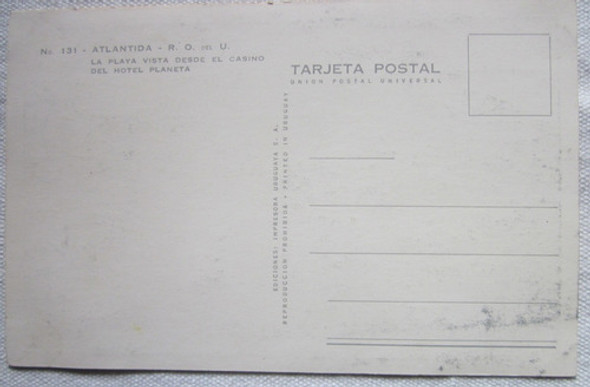 No. 131 - ATLANTIDA - R. O. DEL U.
LA PLAYA VISTA DESDE EL CASINO
DEL HOTEL PLANETA
TARJETA POSTAL
UNION POSTAL UNIVERSAL
EDICIONES: IMPRESORA URUGUAYA S. A.
REPRODUCCION PROHIBIDA • PRINTED IN URUGUAY